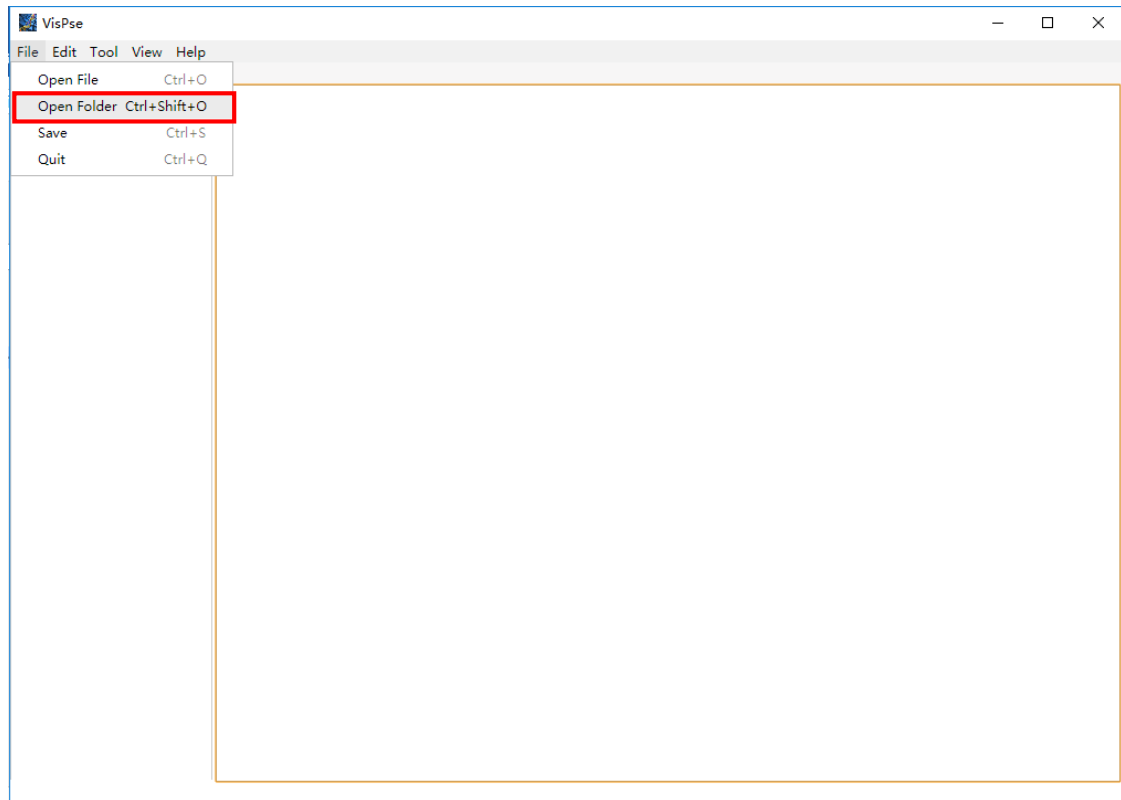 VisPse
File Edit Tool View Help
Open File Ctrl+O
Open Folder Ctrl+Shift+O
Save Ctrl+S
Quit Ctrl+Q